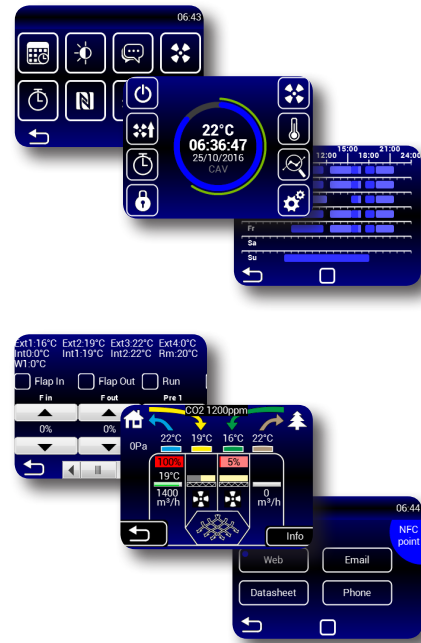 06:43
22°C
06:36:47
25/10/2016
CAV
15:00 21:00
12:00 18:00 24:00
Fr
Sa
Su
Ext1:16°C Ext2:19°C Ext3:22°C Ext4:0°C
Int0:0°C Int1:19°C Int2:22°C Rm:20°C
W1:0°C
Flap In Flap Out Run
F in F out Pre 1
0% 0%
CO2 1200ppm
0Pa 22°C 19°C 16°C 22°C
100% 5%
19°C
1400 m³/h 0 m³/h
Info
06:44
NFC
point
Web Email
Datasheet Phone